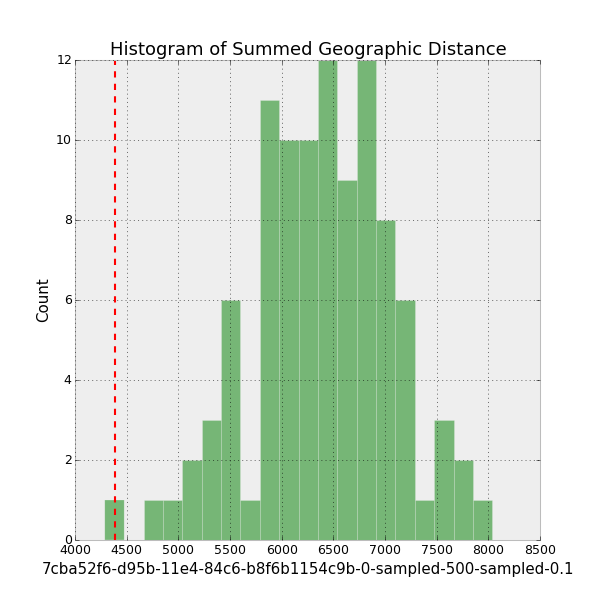 Histogram of Summed Geographic Distance
12
10
8
6
4
2
0
Count
4000 4500 5000 5500 6000 6500 7000 7500 8000 8500
7cba52f6-d95b-11e4-84c6-b8f6b1154c9b-0-sampled-500-sampled-0.1